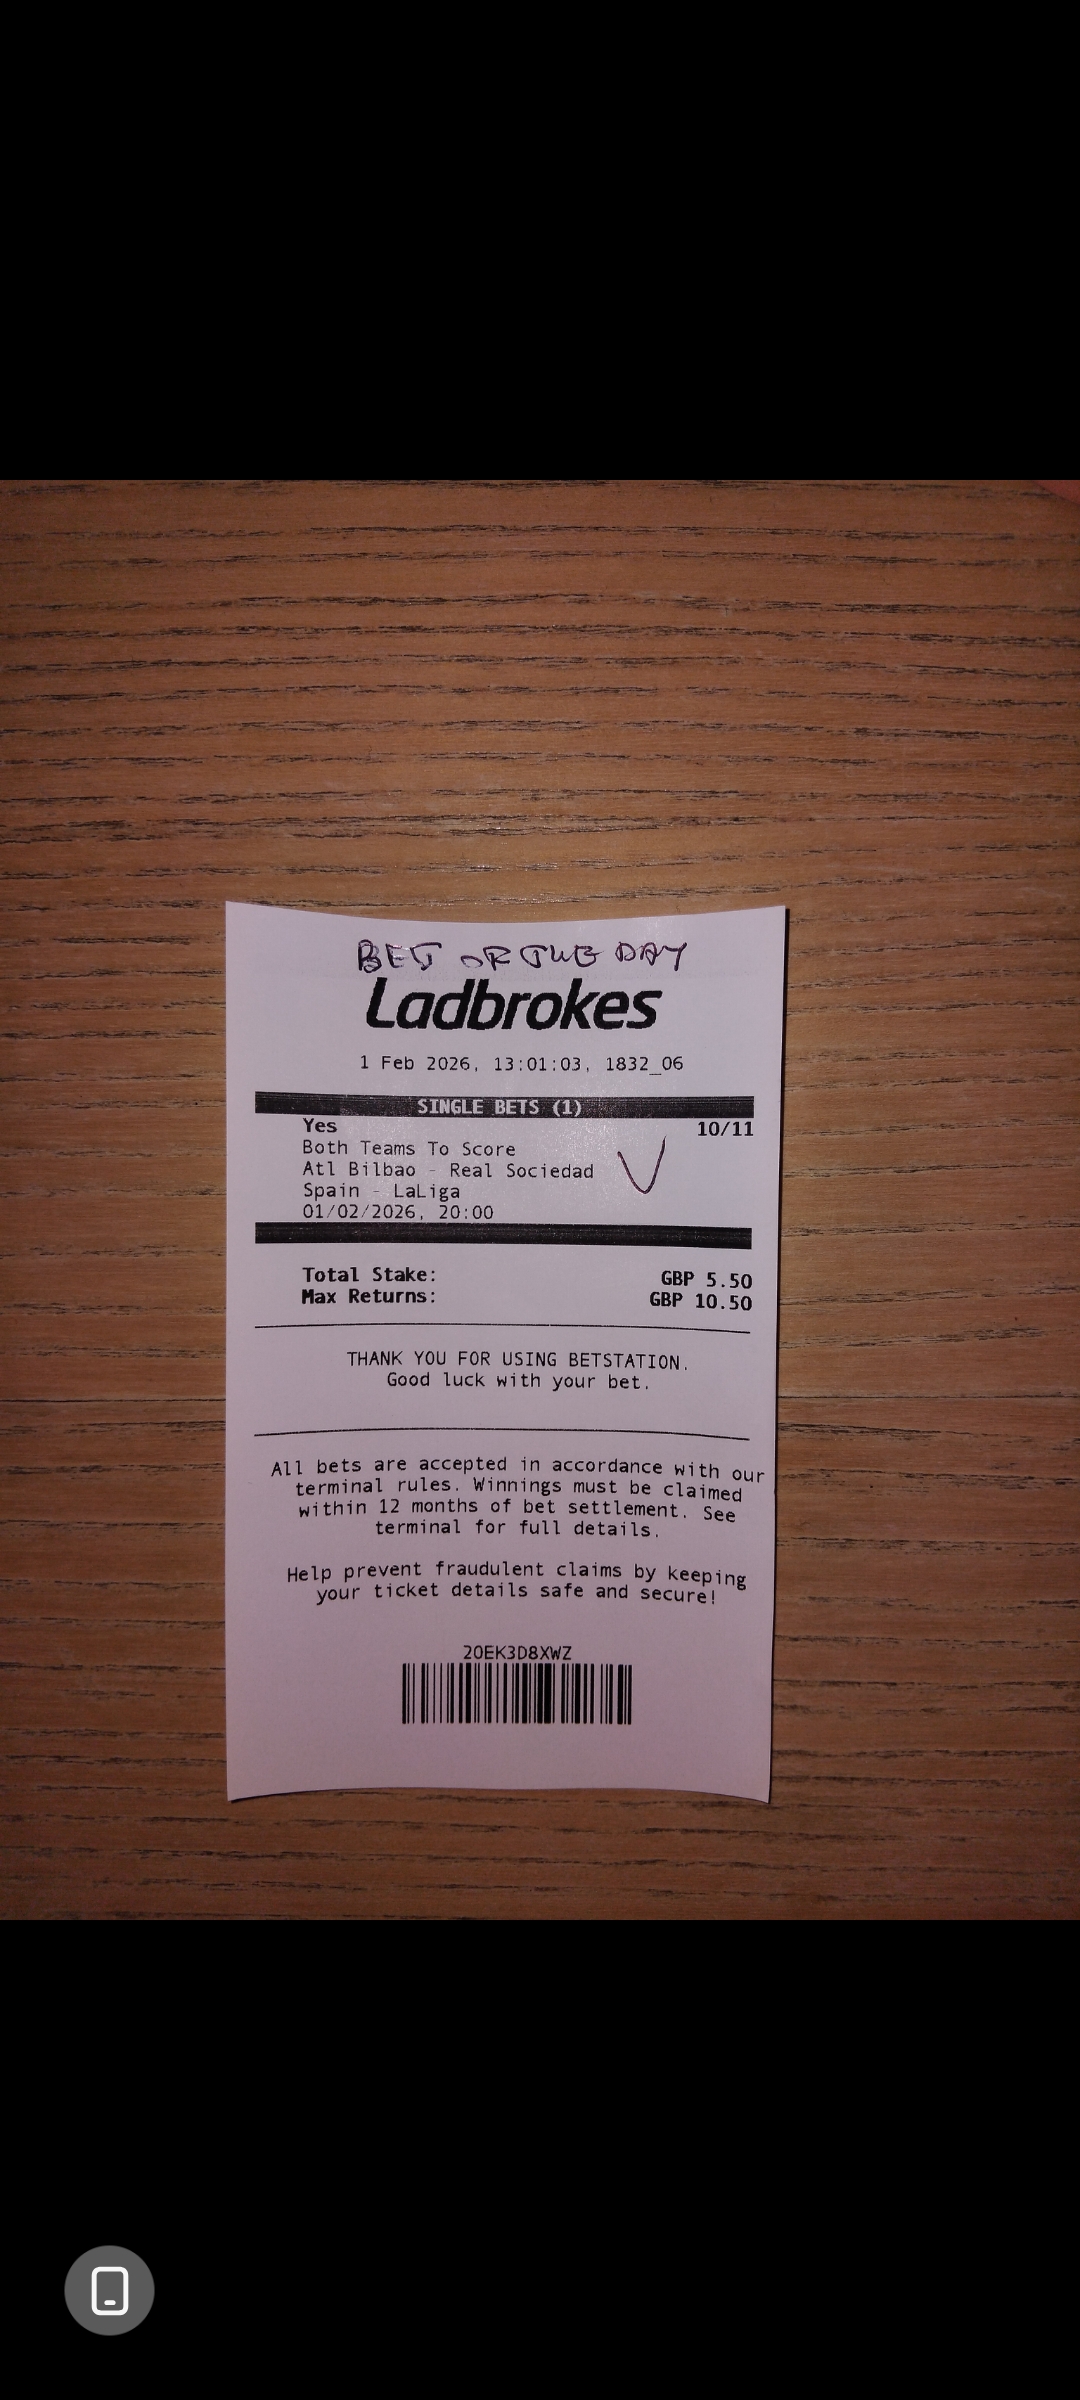 BET OF THE DAY
Ladbrokes
1 Feb 2026, 13:01:03, 1832_06
SINGLE BETS (1)
Yes 10/11
Both Teams To Score
Atl Bilbao - Real Sociedad
Spain - LaLiga
01/02/2026, 20:00
Total Stake: GBP 5.50
Max Returns: GBP 10.50
THANK YOU FOR USING BETSTATION.
Good luck with your bet.
All bets are accepted in accordance with our
terminal rules. Winnings must be claimed
within 12 months of bet settlement. See
terminal for full details.
Help prevent fraudulent claims by keeping
your ticket details safe and secure!
20EK3D8XWZ